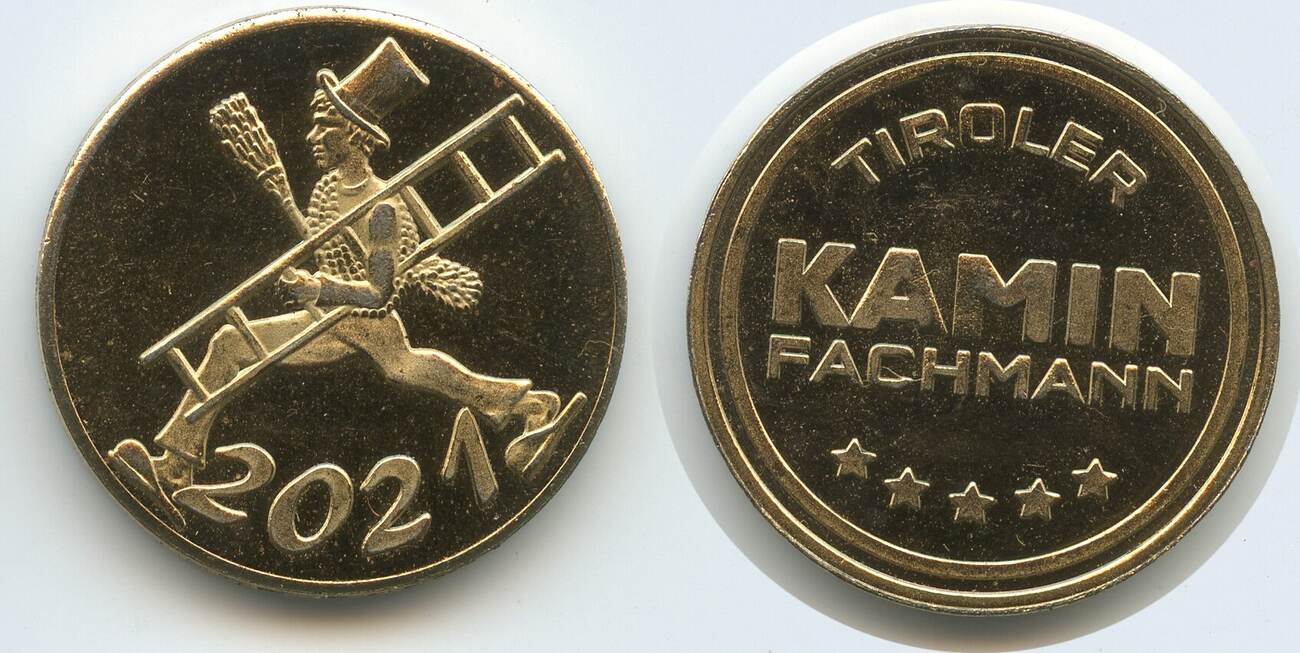 2021
TIROLER
KAMIN
FACHMANN